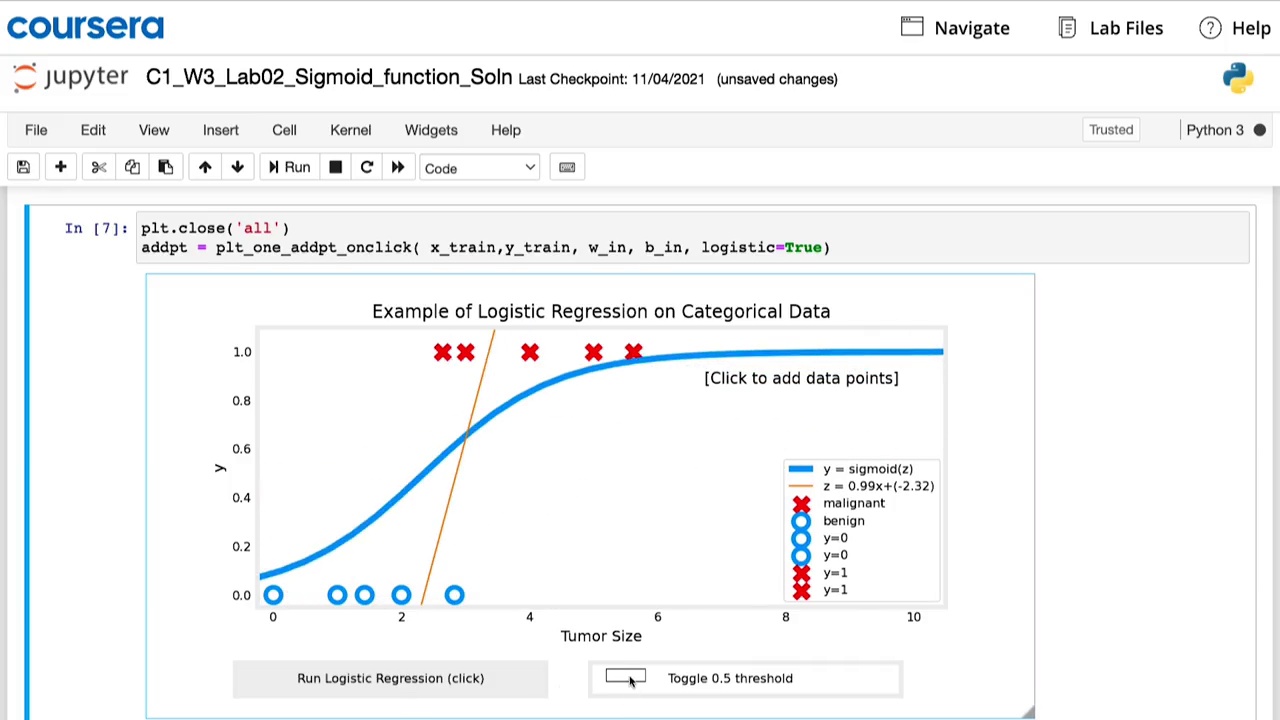 coursera
Navigate
Lab Files
Help
jupyter C1_W3_Lab02_Sigmoid_function_Soln Last Checkpoint: 11/04/2021 (unsaved changes)
File Edit View Insert Cell Kernel Widgets Help
Trusted
Python 3
Run
Code
In [7]: plt.close('all')
addpt = plt_one_addpt_onclick( x_train,y_train, w_in, b_in, logistic=True)
Example of Logistic Regression on Categorical Data
1.0
0.8
0.6
0.4
0.2
0.0
y
[Click to add data points]
y = sigmoid(z)
z = 0.99x+(-2.32)
malignant
benign
y=0
y=0
y=1
y=1
0 2 4 6 8 10
Tumor Size
Run Logistic Regression (click)
Toggle 0.5 threshold